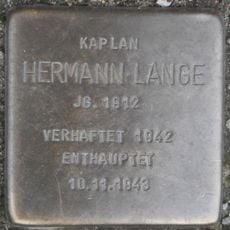 KAPLAN
HERMANN LANGE
JG. 1912
VERHAFTET 1942
ENTHAUPTET
10.11.1943